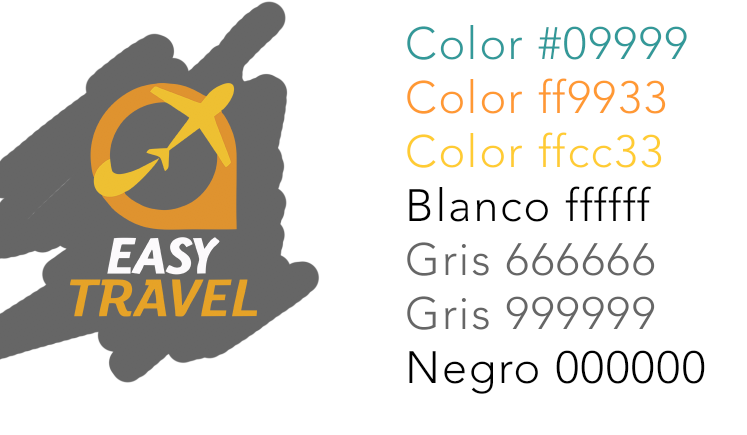 EASY
TRAVEL
Color #09999
Color ff9933
Color ffcc33
Blanco ffffff
Gris 666666
Gris 999999
Negro 000000